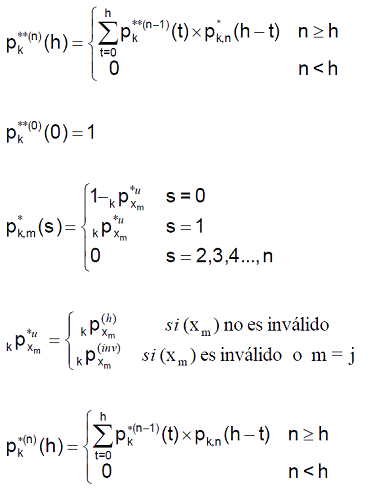 p_k^{**(n)}(h) = { \sum_{t=0}^{h} p_k^{**(n-1)}(t) × p_{k,n}^{*}(h−t)   n ≥ h
0   n < h
p_k^{**(0)}(0) = 1
p_{k,m}^{*}(s) = { 1−_k p_{x_m}^{*u}   s = 0
_k p_{x_m}^{*u}   s = 1
0   s = 2,3,4...,n
_k p_{x_m}^{*u} = { _k p_{x_m}^{(h)}   si (x_m) no es inválido
_k p_{x_m}^{(inv)}   si (x_m) es inválido o m = j
p_k^{*(n)}(h) = { \sum_{t=0}^{h} p_k^{*(n-1)}(t) × p_{k,n}(h−t)   n ≥ h
0   n < h